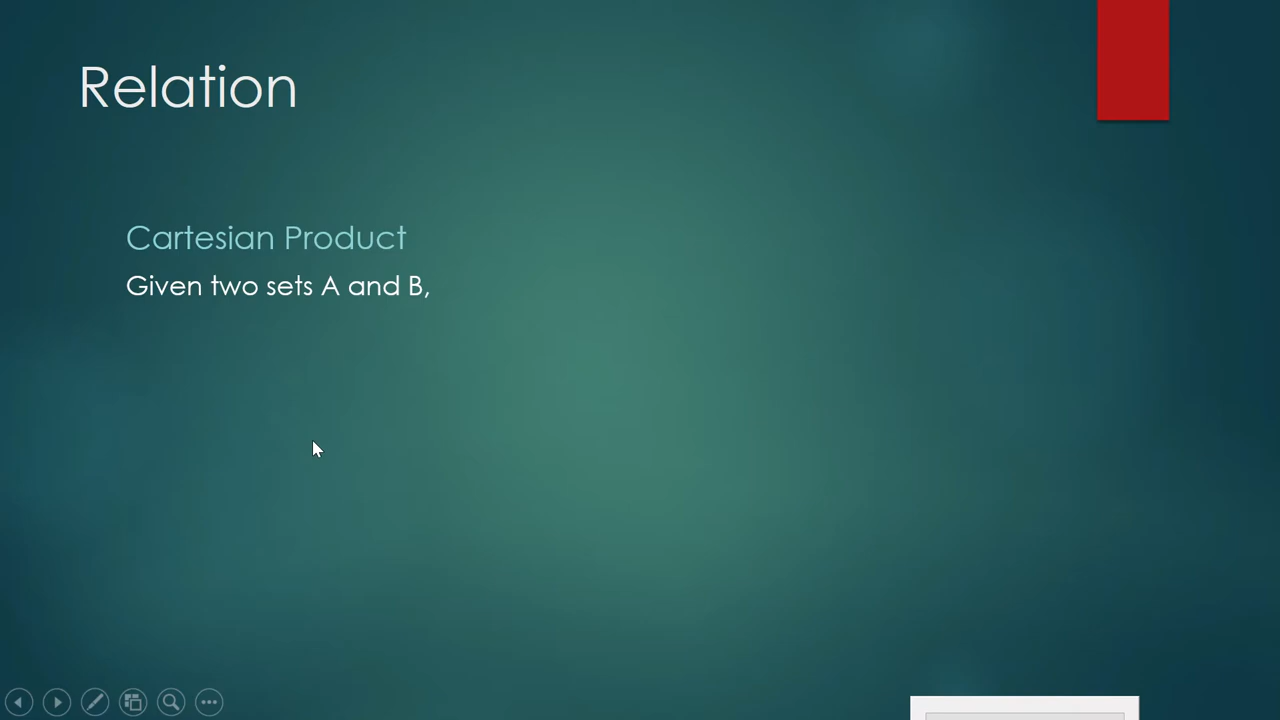 Relation
Cartesian Product
Given two sets A and B,